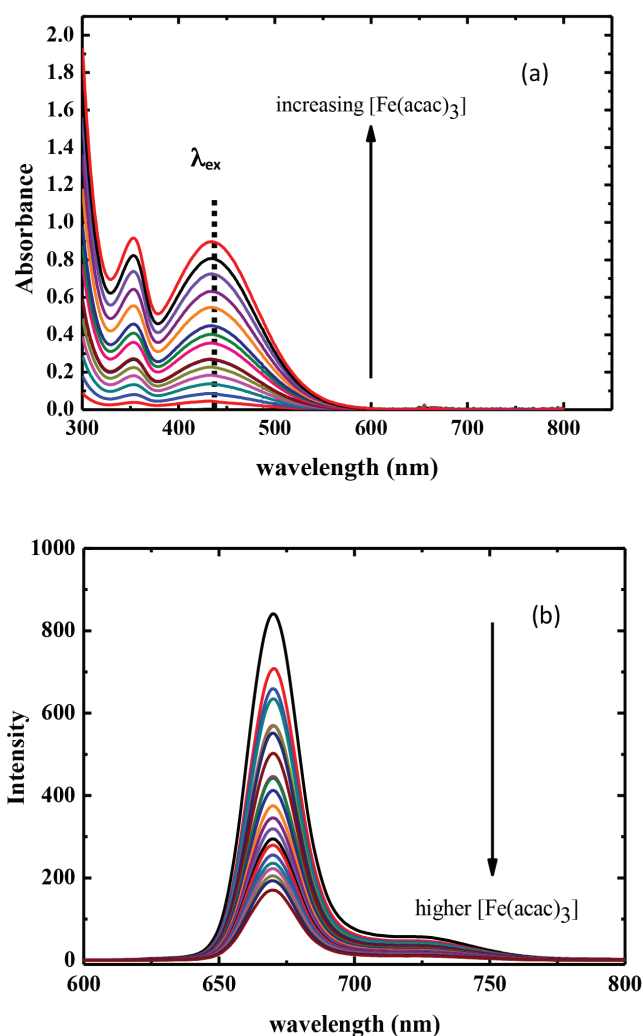 (a)
increasing [Fe(acac)3]
λex
Absorbance
2.0
1.8
1.6
1.4
1.2
1.0
0.8
0.6
0.4
0.2
0.0
300 400 500 600 700 800
wavelength (nm)
(b)
Intensity
1000
800
600
400
200
0
higher [Fe(acac)3]
600 650 700 750 800
wavelength (nm)